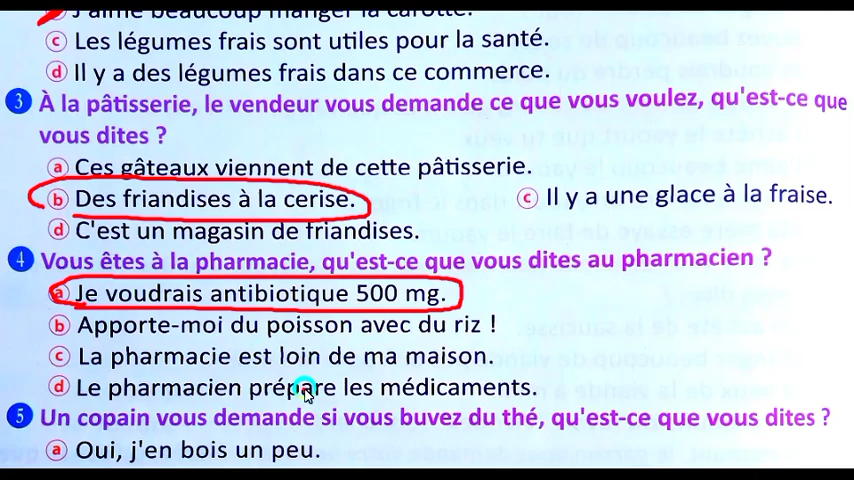 J'aime beaucoup manger la carotte.
c Les légumes frais sont utiles pour la santé.
d Il y a des légumes frais dans ce commerce.
3 À la pâtisserie, le vendeur vous demande ce que vous voulez, qu'est-ce que
vous dites ?
a Ces gâteaux viennent de cette pâtisserie.
b Des friandises à la cerise. c Il y a une glace à la fraise.
d C'est un magasin de friandises.
4 Vous êtes à la pharmacie, qu'est-ce que vous dites au pharmacien ?
a Je voudrais antibiotique 500 mg.
b Apporte-moi du poisson avec du riz !
c La pharmacie est loin de ma maison.
d Le pharmacien prépare les médicaments.
5 Un copain vous demande si vous buvez du thé, qu'est-ce que vous dites ?
a Oui, j'en bois un peu.